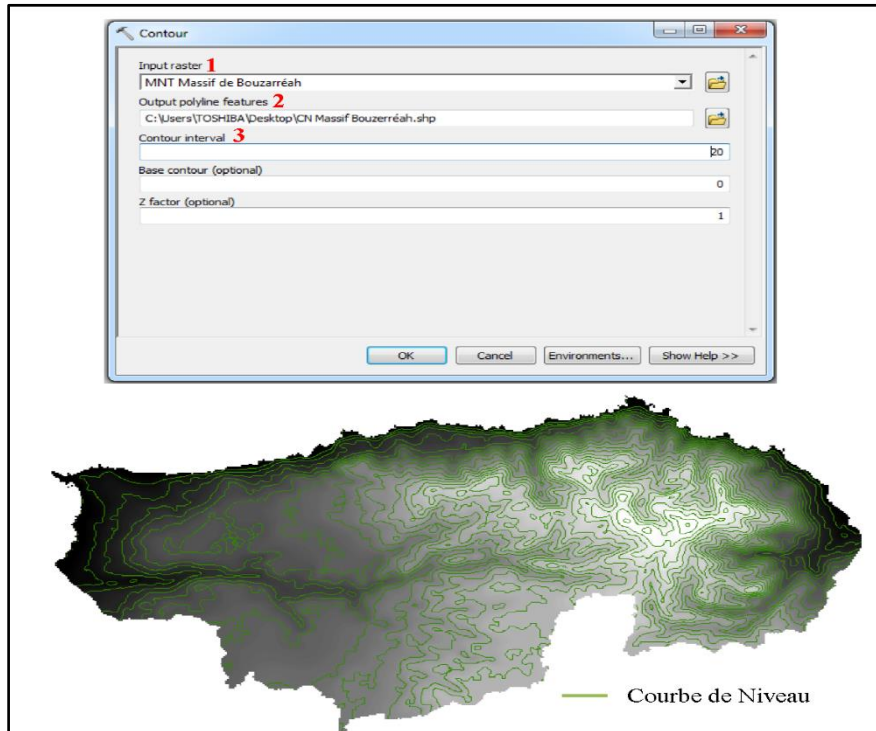 Contour
Input raster 1
MNT Massif de Bouzarréah
Output polyline features 2
C:\Users\TOSHIBA\Desktop\CN Massif Bouzerréah.shp
Contour interval 3
20
Base contour (optional)
0
Z factor (optional)
1
OK Cancel Environments... Show Help >>
Courbe de Niveau